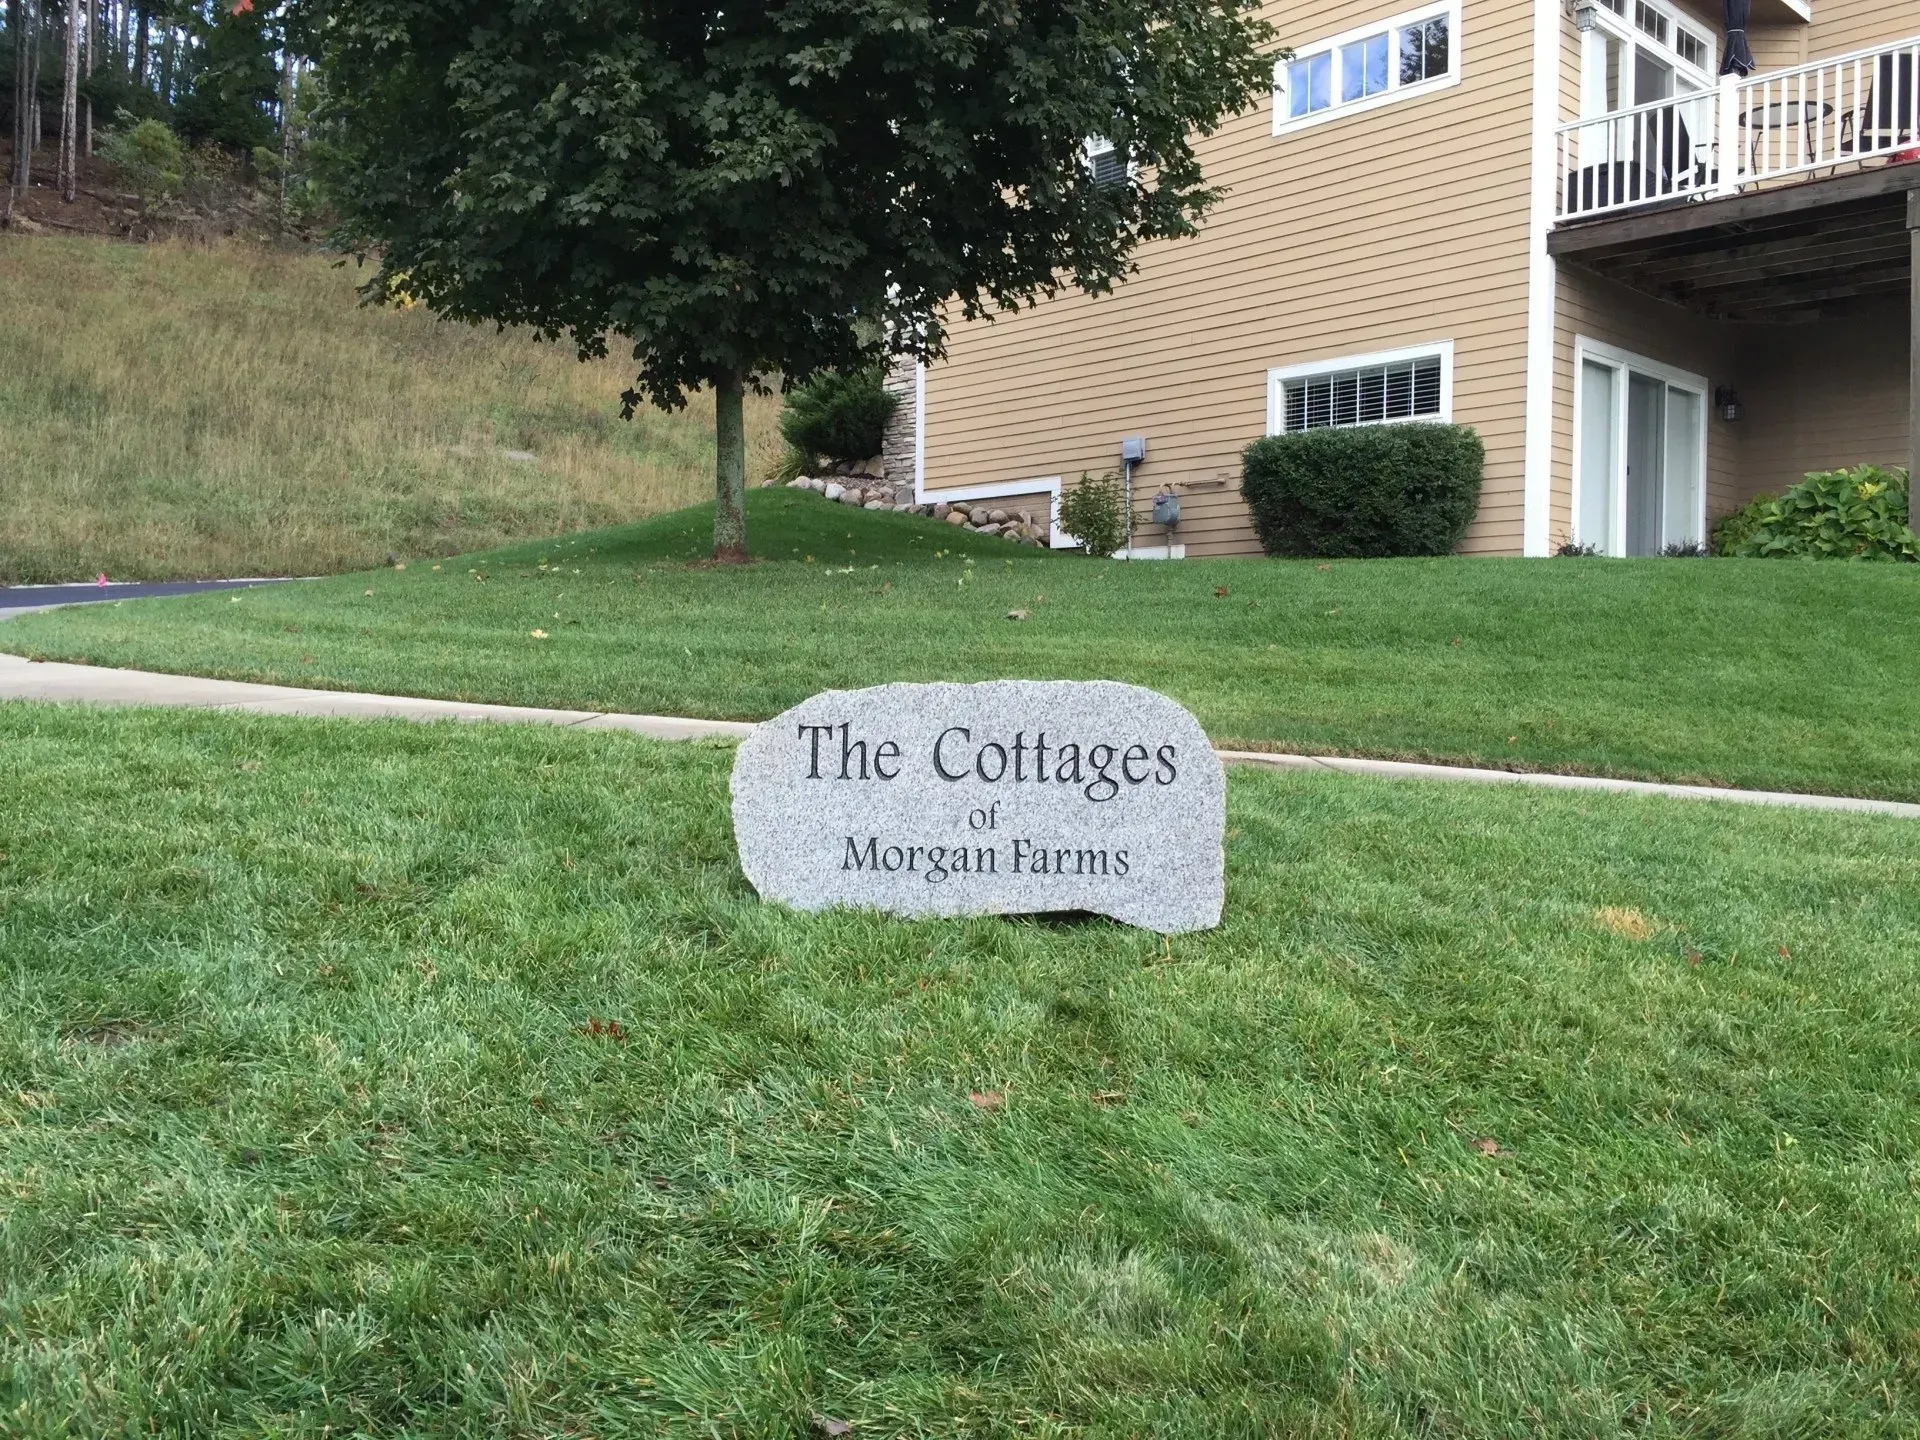 The Cottages
of
Morgan Farms